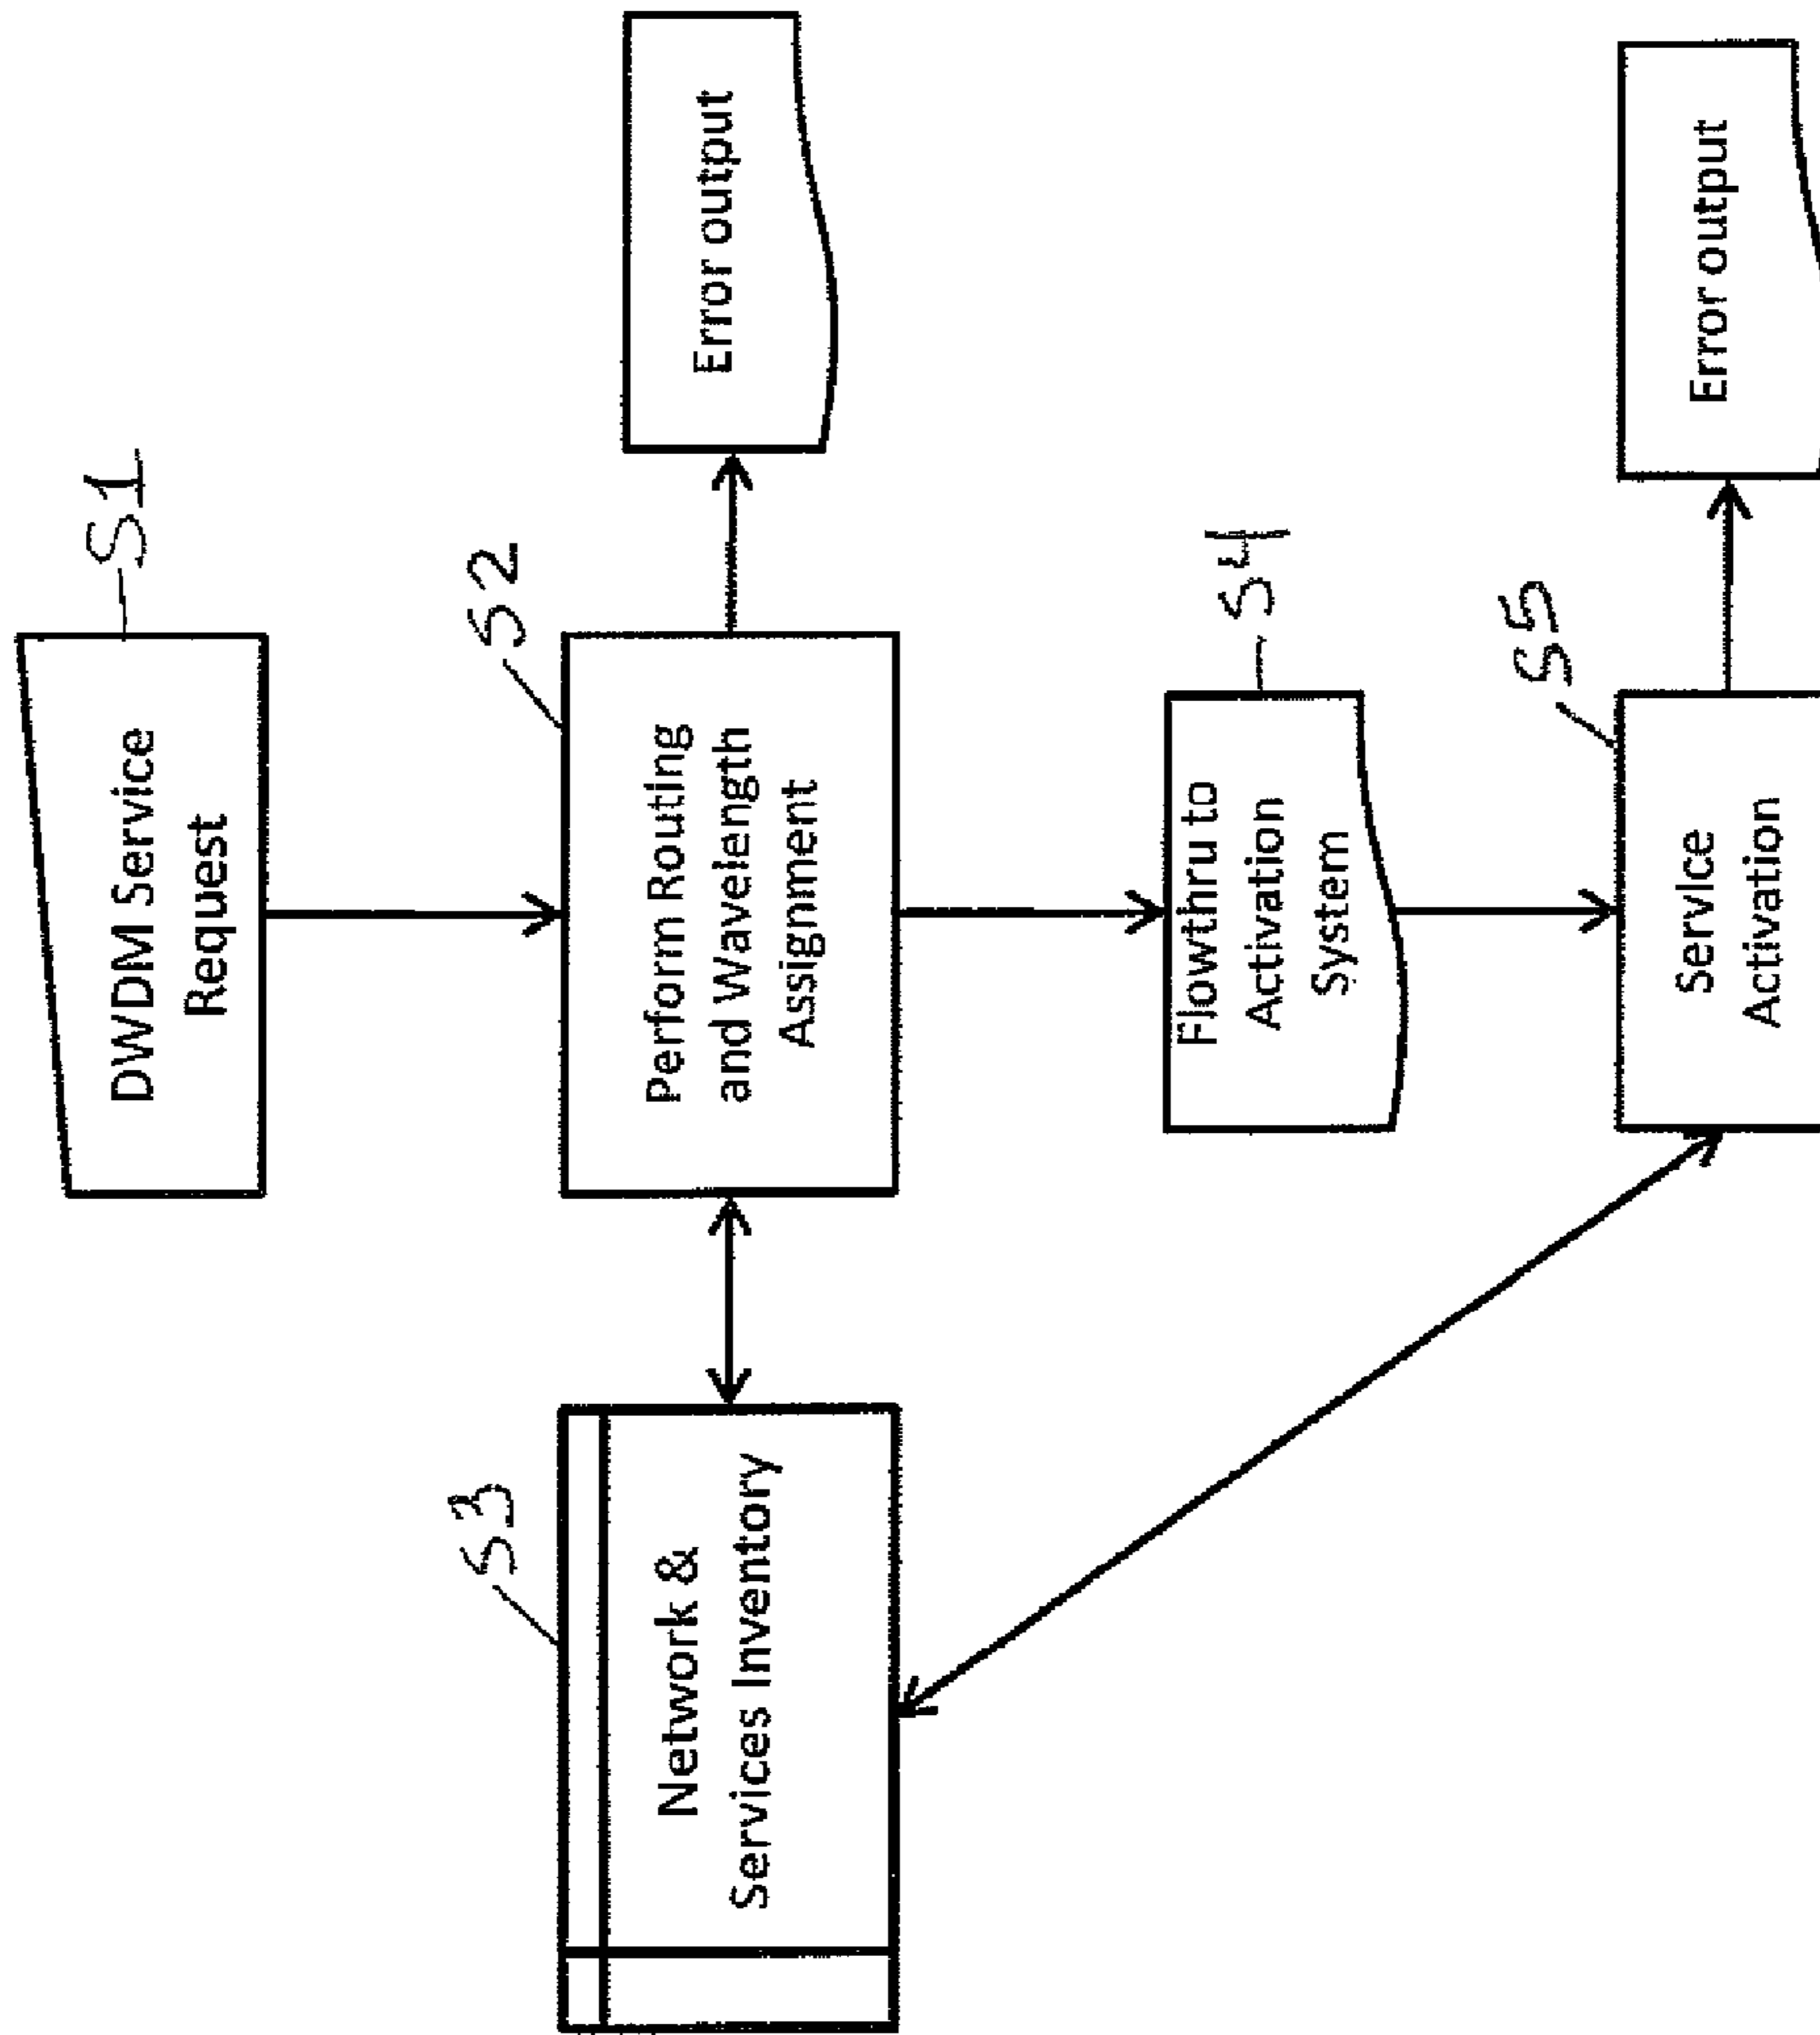 S1
DWDM Service
Request
S2
Perform Routing
and Wavelength
Assignment
Error output
S3
Network &
Services Inventory
S4
Flowthru to
Activation
System
S5
Service
Activation
Error output